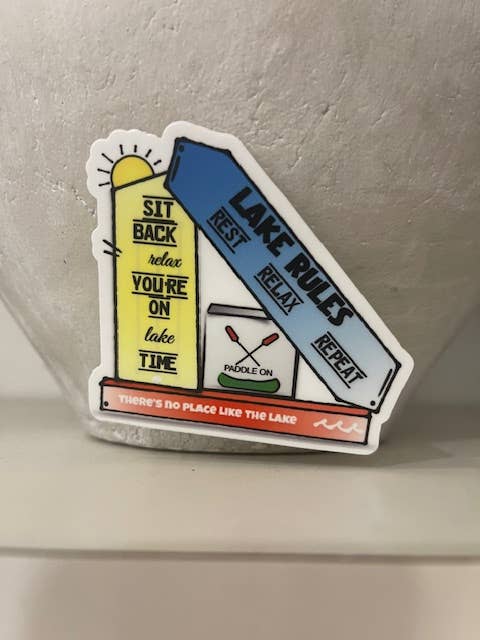 SIT
BACK
relax
YOU'RE
ON
lake
TIME
LAKE RULES
REST
RELAX
REPEAT
PADDLE ON
THERE'S NO PLACE LIKE THE LAKE